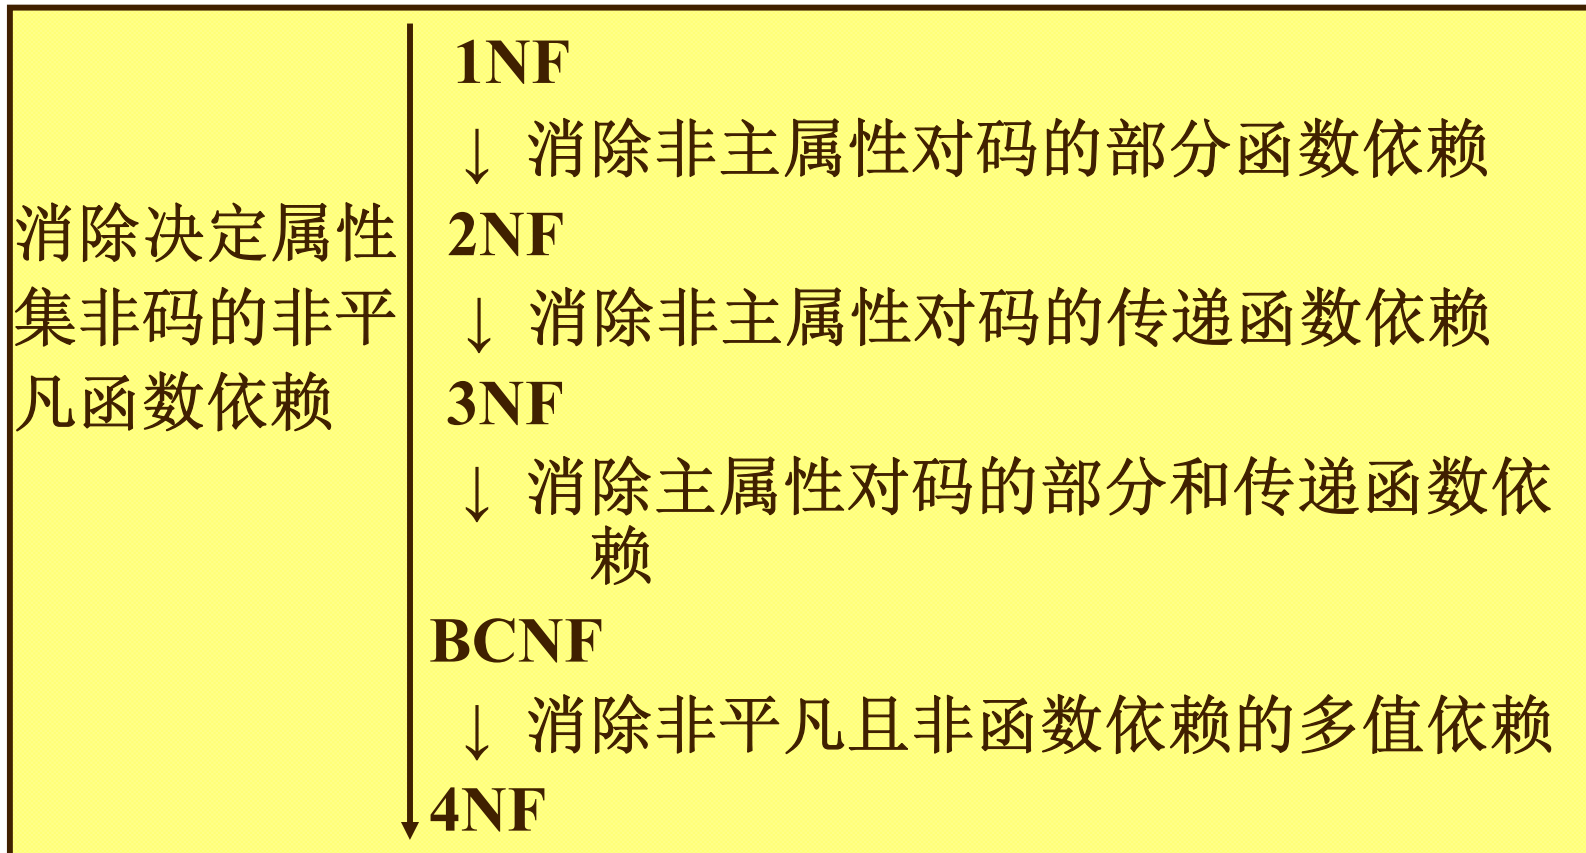 消除决定属性
集非码的非平
凡函数依赖
1NF
↓ 消除非主属性对码的部分函数依赖
2NF
↓ 消除非主属性对码的传递函数依赖
3NF
↓ 消除主属性对码的部分和传递函数依
赖
BCNF
↓ 消除非平凡且非函数依赖的多值依赖
4NF